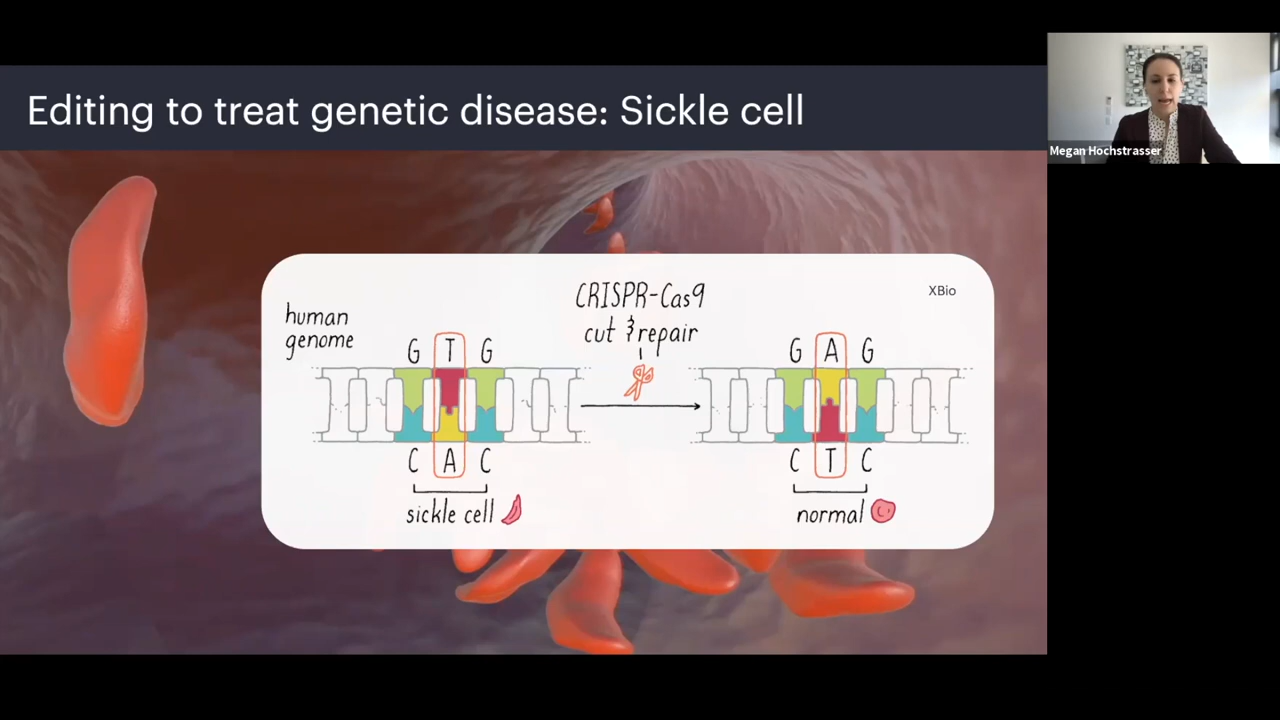 Editing to treat genetic disease: Sickle cell
Megan Hochstrasser
CRISPR-Cas9
cut & repair
XBio
human
genome
G T G
C A C
sickle cell
G A G
C T C
normal